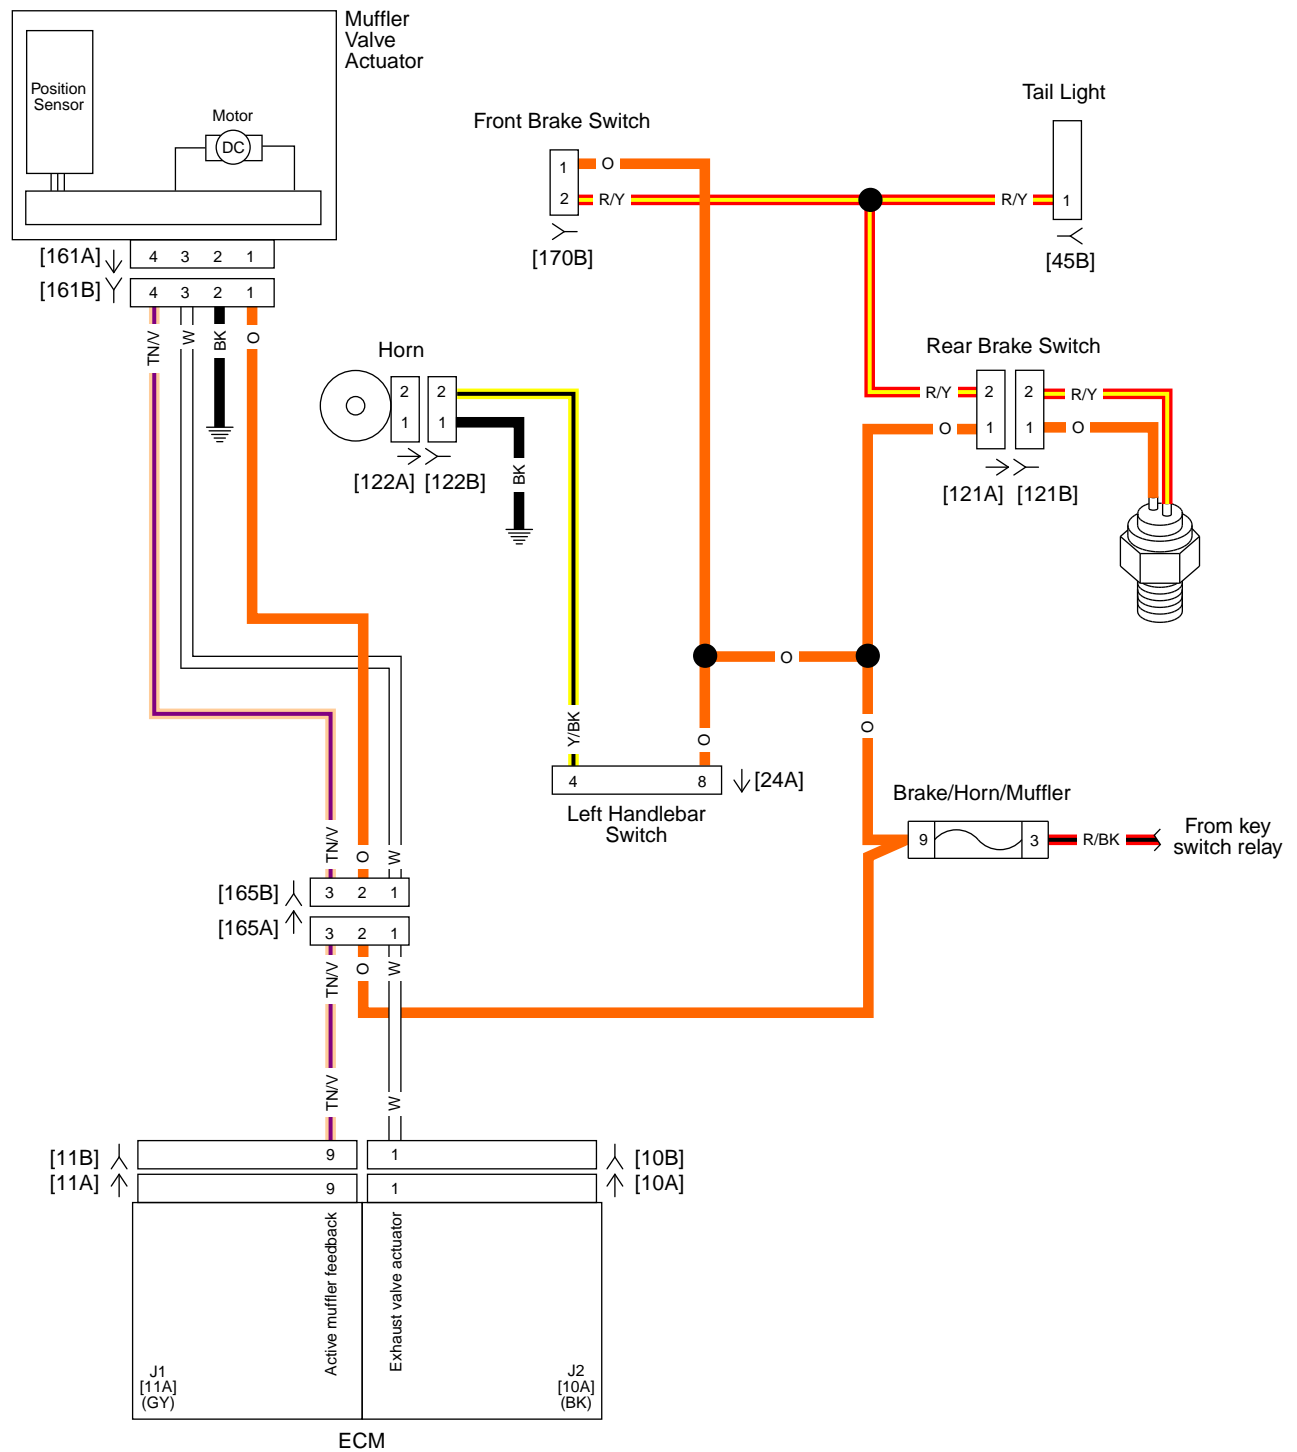 Muffler
Valve
Actuator
Position
Sensor
Motor
DC
[161A]
4 3 2 1
[161B]
4 3 2 1
TN/V
W
BK
O
Front Brake Switch
1
O
2
R/Y
[170B]
Tail Light
R/Y
1
[45B]
Horn
2 2
1 1
[122A] [122B]
BK
Rear Brake Switch
R/Y
2 2
R/Y
O
1 1
O
[121A] [121B]
O
Y/BK
O
O
4 8
[24A]
Left Handlebar
Switch
Brake/Horn/Muffler
9 3
R/BK
From key
switch relay
TN/V
O
W
[165B]
3 2 1
[165A]
3 2 1
TN/V
O
W
TN/V
W
[11B]
9 1
[10B]
[11A]
9 1
[10A]
Active muffler feedback
Exhaust valve actuator
J1
[11A]
(GY)
J2
[10A]
(BK)
ECM